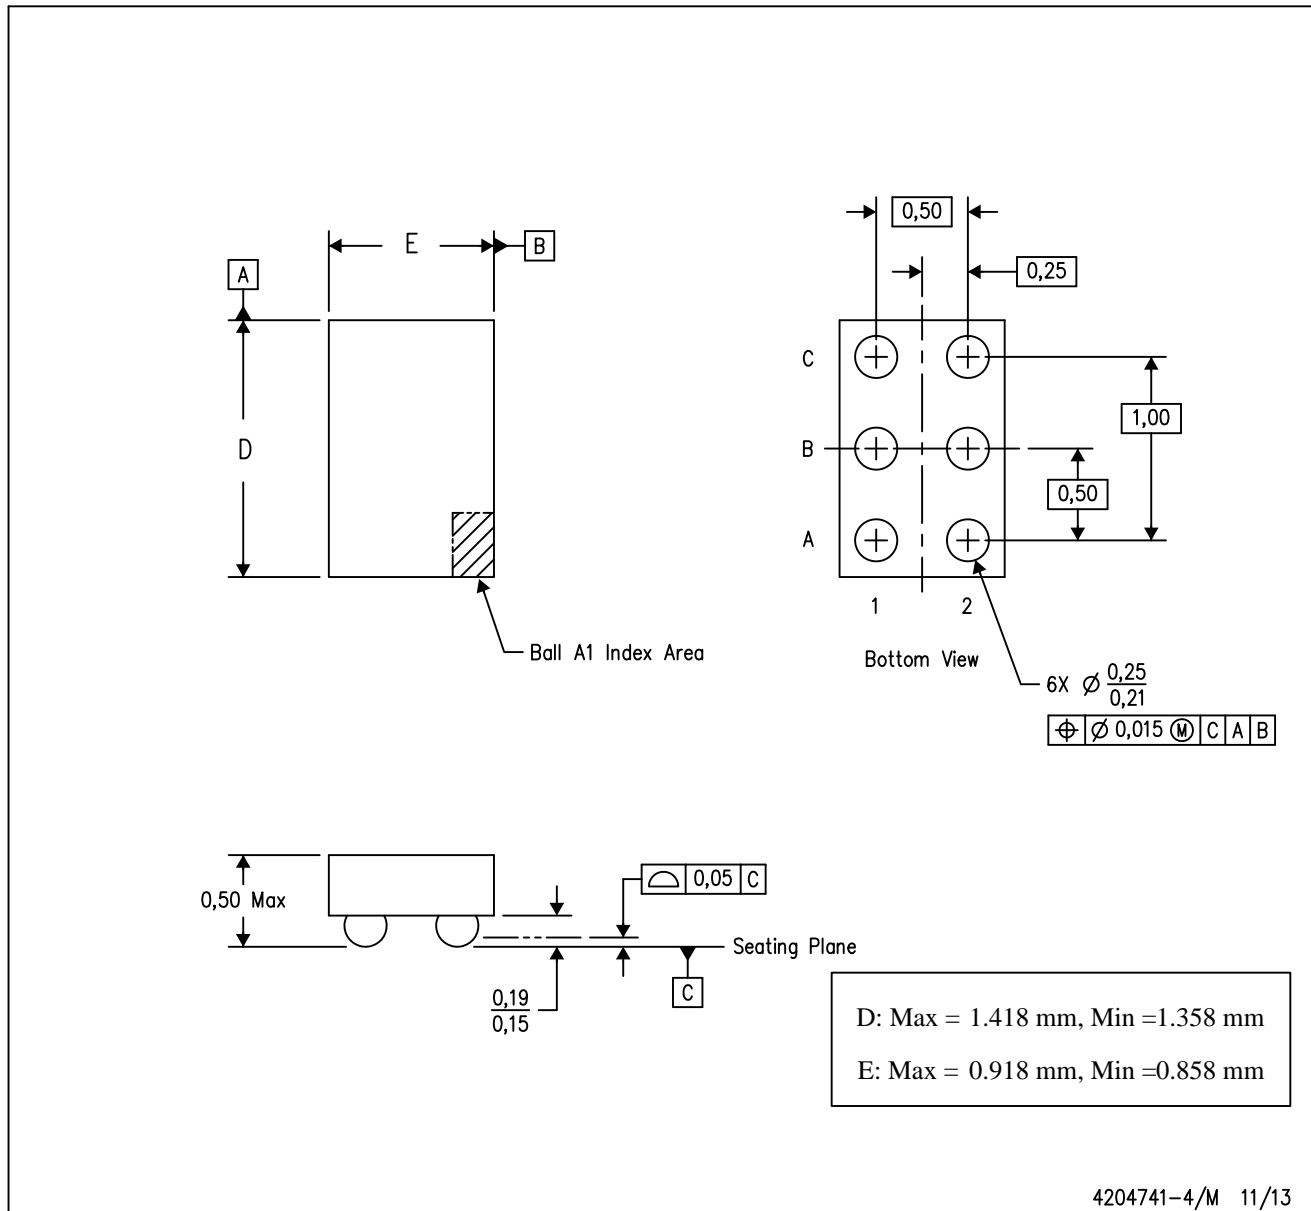 0,50
E
B
A
0,25
C
1,00
D
B
0,50
A
1 2
Ball A1 Index Area
Bottom View
6X Ø 0,25
0,21
⌖ Ø 0,015 Ⓜ C A B
⌓ 0,05 C
0,50 Max
Seating Plane
C
0,19
0,15
D: Max = 1.418 mm, Min =1.358 mm
E: Max = 0.918 mm, Min =0.858 mm
4204741-4/M 11/13